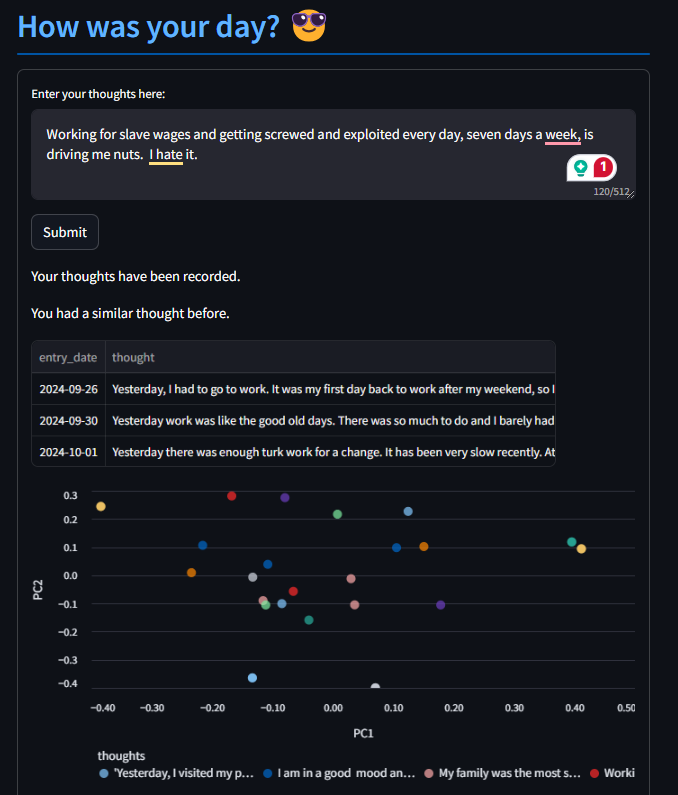 How was your day? 😎
Enter your thoughts here:
Working for slave wages and getting screwed and exploited every day, seven days a week, is
driving me nuts.  I hate it.
1
120/512
Submit
Your thoughts have been recorded.
You had a similar thought before.
entry_date thought
2024-09-26 Yesterday, I had to go to work. It was my first day back to work after my weekend, so I
2024-09-30 Yesterday work was like the good old days. There was so much to do and I barely had
2024-10-01 Yesterday there was enough turk work for a change. It has been very slow recently. At
0.3
0.2
0.1
0.0
−0.1
−0.2
−0.3
−0.4
PC2
−0.40 −0.30 −0.20 −0.10 0.00 0.10 0.20 0.30 0.40 0.50
PC1
thoughts
'Yesterday, I visited my p... I am in a good mood an... My family was the most s... Worki